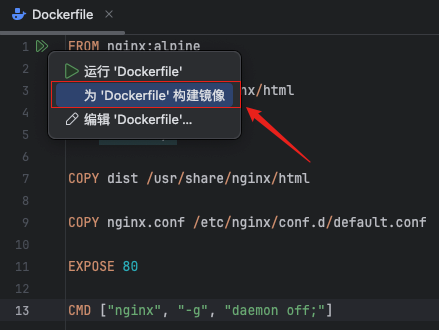 Dockerfile
1 FROM nginx:alpine
2
3 nx/html
运行 'Dockerfile'
为 'Dockerfile' 构建镜像
编辑 'Dockerfile'...
6
7 COPY dist /usr/share/nginx/html
8
9 COPY nginx.conf /etc/nginx/conf.d/default.conf
10
11 EXPOSE 80
12
13 CMD ["nginx", "-g", "daemon off;"]